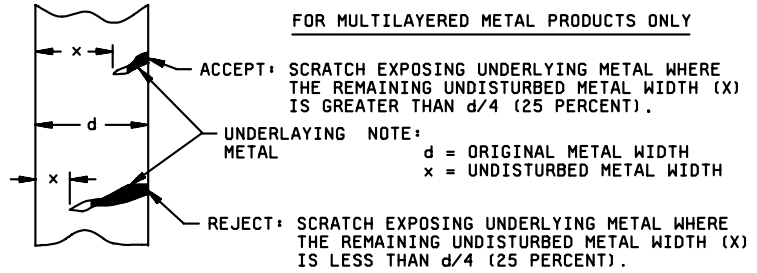 FOR MULTILAYERED METAL PRODUCTS ONLY
x
ACCEPT: SCRATCH EXPOSING UNDERLYING METAL WHERE
THE REMAINING UNDISTURBED METAL WIDTH (X)
IS GREATER THAN d/4 (25 PERCENT).
d
UNDERLAYING
METAL
NOTE:
d = ORIGINAL METAL WIDTH
x = UNDISTURBED METAL WIDTH
x
REJECT: SCRATCH EXPOSING UNDERLYING METAL WHERE
THE REMAINING UNDISTURBED METAL WIDTH (X)
IS LESS THAN d/4 (25 PERCENT).